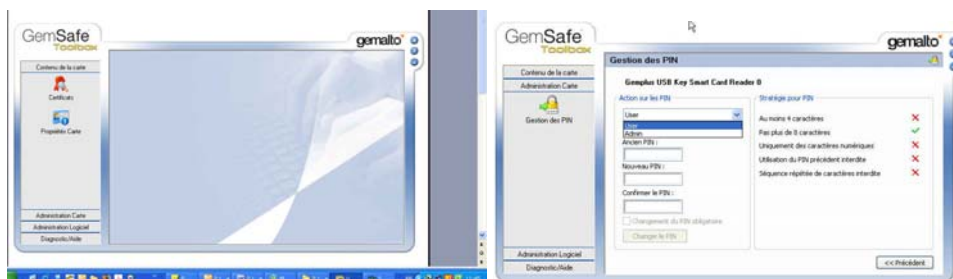 GemSafe
Toolbox
gemalto
Contenu de la carte
Certificats
Propriétés Carte
Administration Carte
Administration Logiciel
Diagnostic/Aide
GemSafe
Toolbox
gemalto
Contenu de la carte
Administration Carte
Gestion des PIN
Administration Logiciel
Diagnostic/Aide
Gestion des PIN
Gemplus USB Key Smart Card Reader 0
Action sur les PIN
User
User
Admin
Ancien PIN :
Nouveau PIN :
Confirmer le PIN :
Changement du PIN obligatoire
Changer le PIN
Stratégie pour PIN
Au moins 4 caractères
Pas plus de 8 caractères
Uniquement des caractères numériques
Utilisation du PIN précédent interdite
Séquence répétée de caractères interdite
<< Précédent